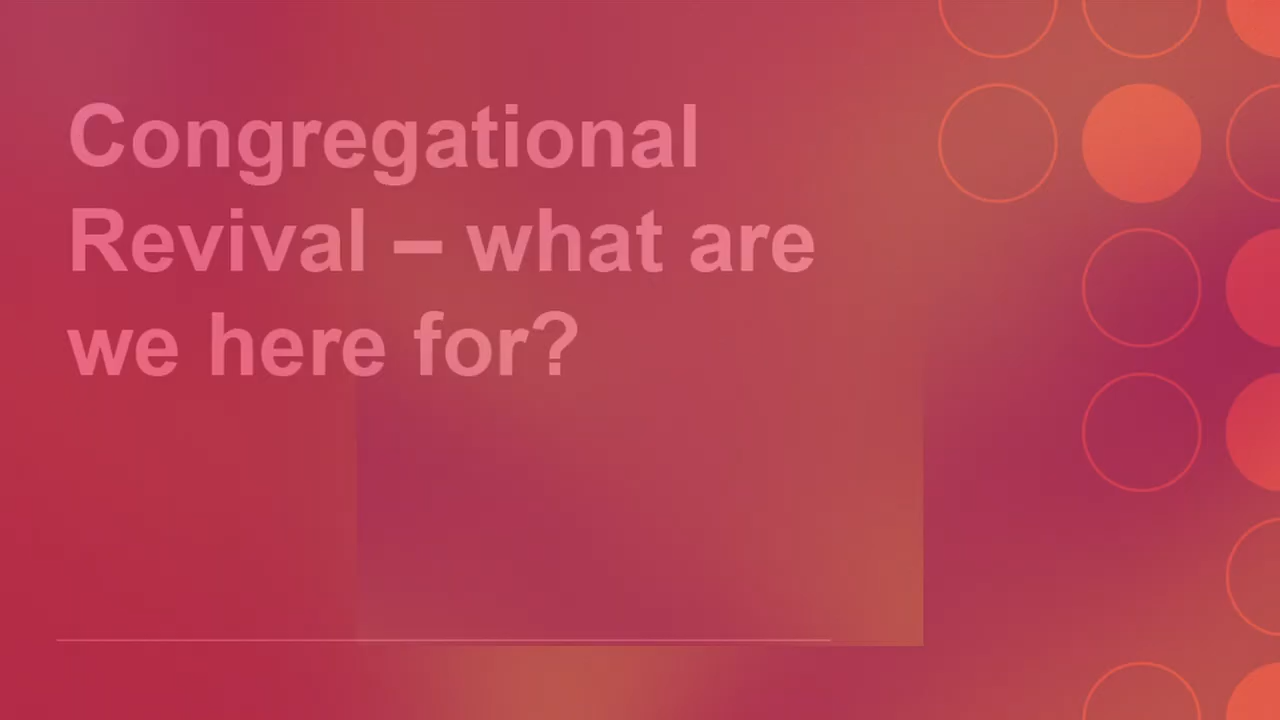 Congregational
Revival – what are
we here for?